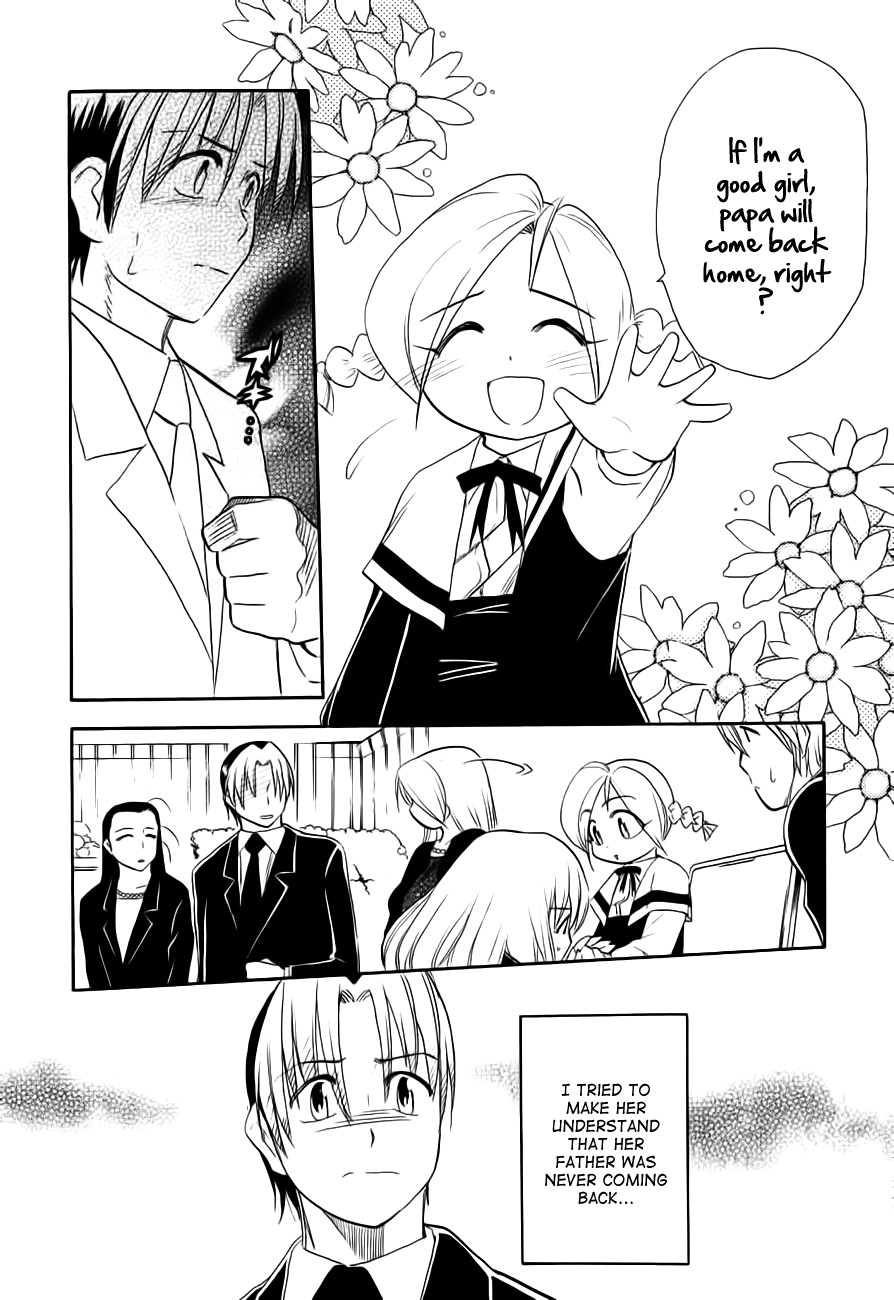 If I'm a
good girl,
papa will
come back
home, right
?
I TRIED TO
MAKE HER
UNDERSTAND
THAT HER
FATHER WAS
NEVER COMING
BACK...